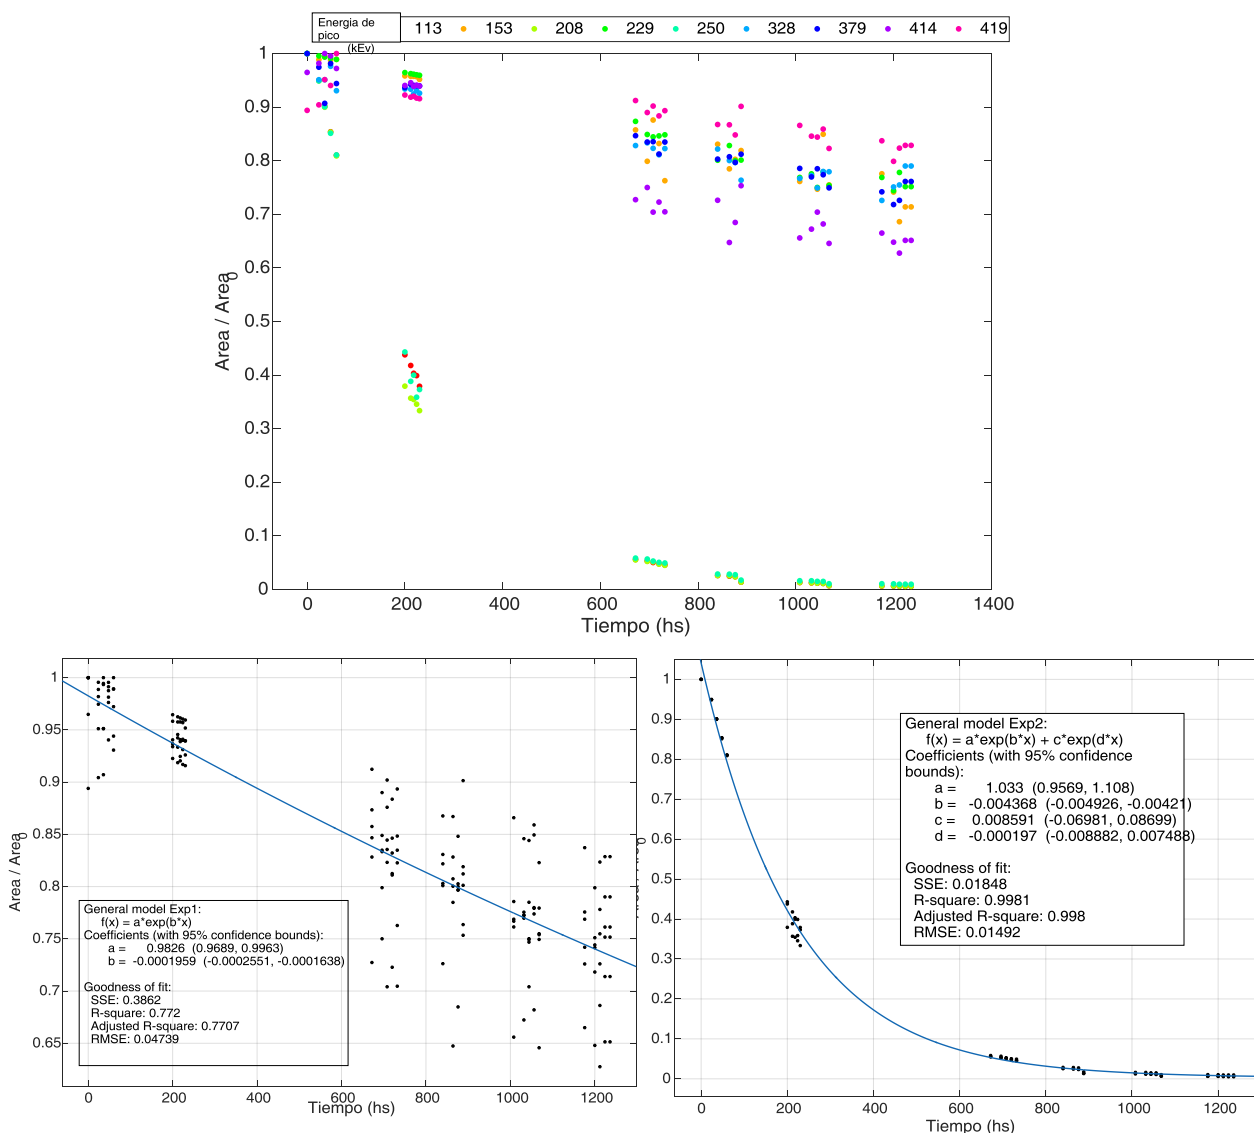 Energia de pico (kEv) 113 153 208 229 250 328 379 414 419
1
0.9
0.8
0.7
0.6
0.5
0.4
0.3
0.2
0.1
0
Area / Area0
0 200 400 600 800 1000 1200 1400
Tiempo (hs)
1
0.95
0.9
0.85
0.8
0.75
0.7
0.65
Area / Area0
General model Exp1:
f(x) = a*exp(b*x)
Coefficients (with 95% confidence bounds):
a = 0.9826 (0.9689, 0.9963)
b = -0.0001959 (-0.0002551, -0.0001638)
Goodness of fit:
SSE: 0.3862
R-square: 0.772
Adjusted R-square: 0.7707
RMSE: 0.04739
0 200 400 600 800 1000 1200
Tiempo (hs)
1
0.9
0.8
0.7
0.6
0.5
0.4
0.3
0.2
0.1
0
General model Exp2:
f(x) = a*exp(b*x) + c*exp(d*x)
Coefficients (with 95% confidence
bounds):
a = 1.033 (0.9569, 1.108)
b = -0.004368 (-0.004926, -0.00421)
c = 0.008591 (-0.06981, 0.08699)
d = -0.000197 (-0.008882, 0.007488)
Goodness of fit:
SSE: 0.01848
R-square: 0.9981
Adjusted R-square: 0.998
RMSE: 0.01492
0 200 400 600 800 1000 1200
Tiempo (hs)